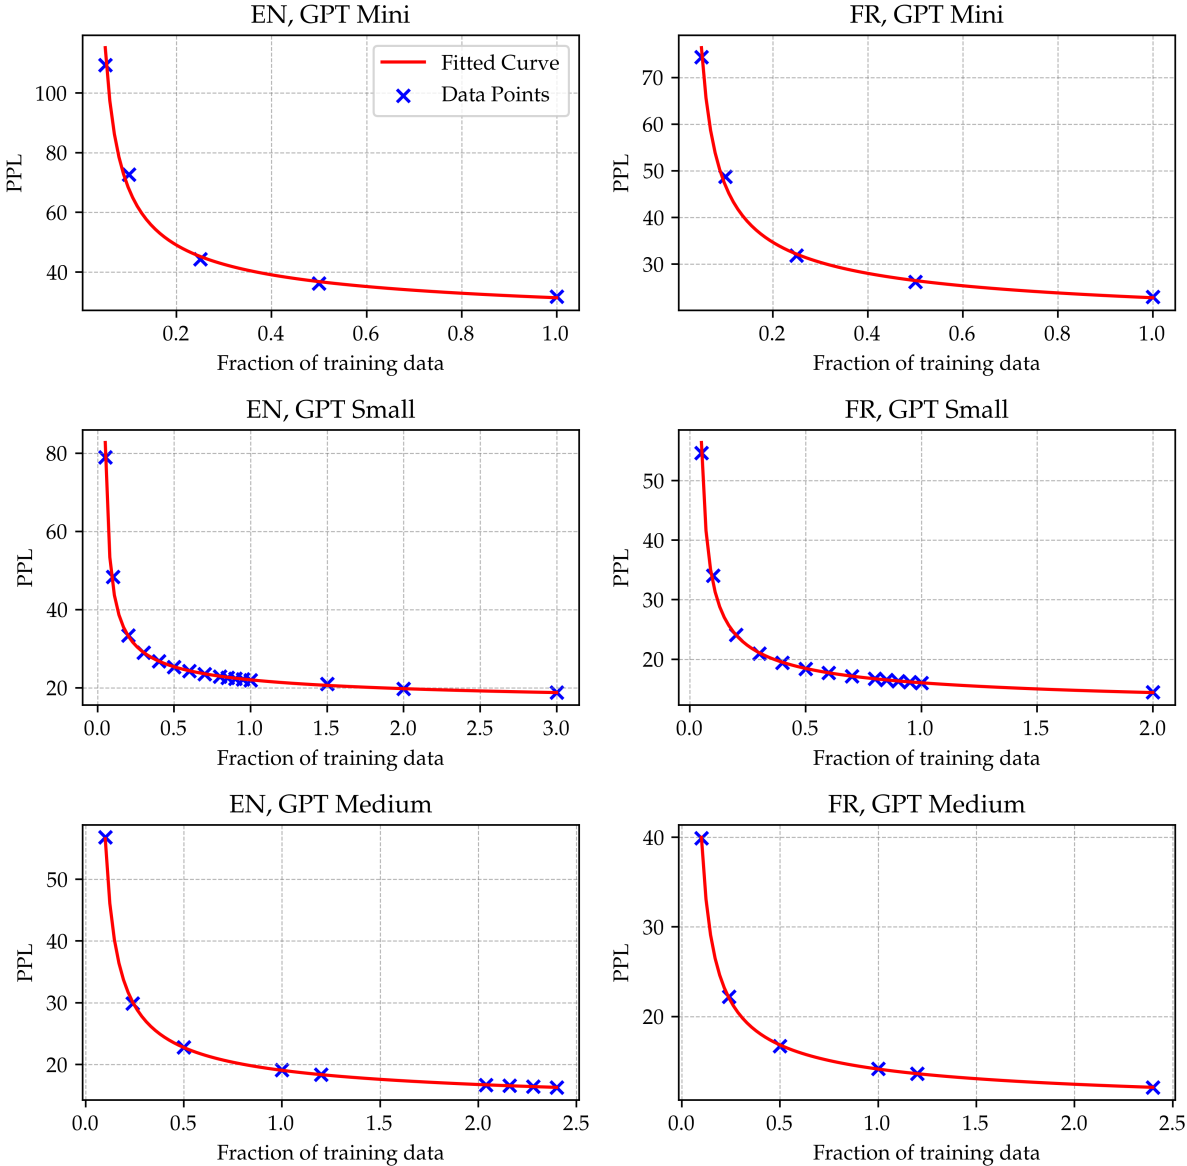 EN, GPT Mini
PPL
100
80
60
40
Fitted Curve
Data Points
0.2 0.4 0.6 0.8 1.0
Fraction of training data
FR, GPT Mini
PPL
70
60
50
40
30
0.2 0.4 0.6 0.8 1.0
Fraction of training data
EN, GPT Small
PPL
80
60
40
20
0.0 0.5 1.0 1.5 2.0 2.5 3.0
Fraction of training data
FR, GPT Small
PPL
50
40
30
20
0.0 0.5 1.0 1.5 2.0
Fraction of training data
EN, GPT Medium
PPL
50
40
30
20
0.0 0.5 1.0 1.5 2.0 2.5
Fraction of training data
FR, GPT Medium
PPL
40
30
20
0.0 0.5 1.0 1.5 2.0 2.5
Fraction of training data